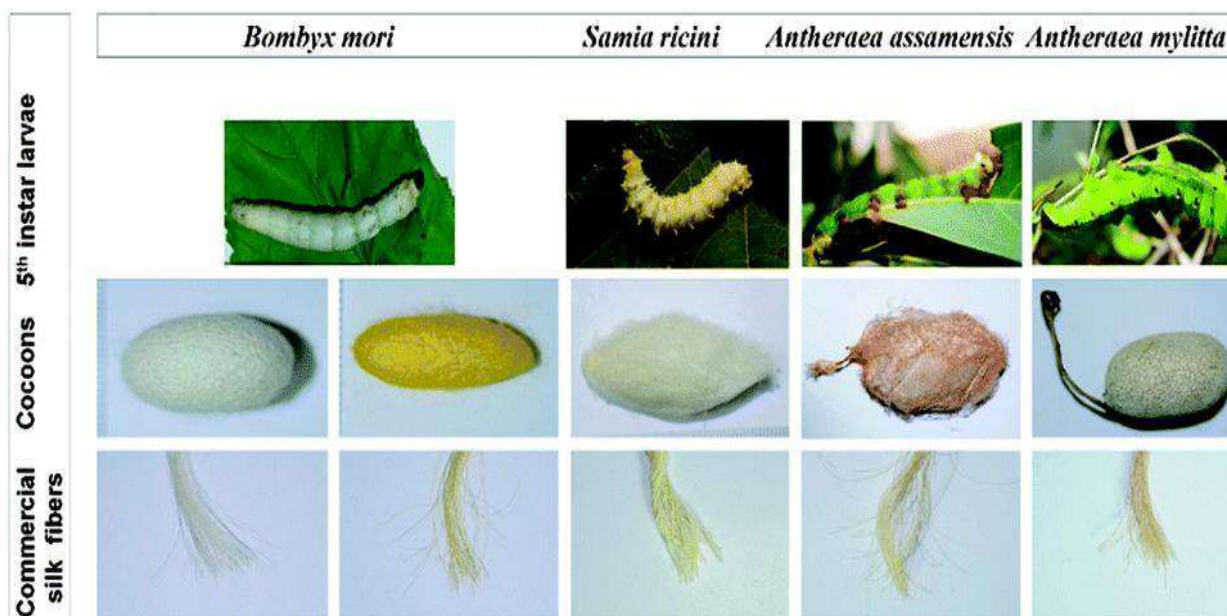 Bombyx mori
Samia ricini
Antheraea assamensis
Antheraea mylitta
5th instar larvae
Cocoons
Commercial
silk fibers